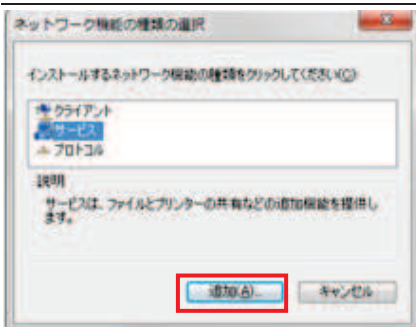 ネットワーク機能の種類の選択
インストールするネットワーク機能の種類をクリックしてください(C):
クライアント
サービス
プロトコル
説明
サービスは、ファイルとプリンターの共有などの追加機能を提供し
ます。
追加(A)...
キャンセル